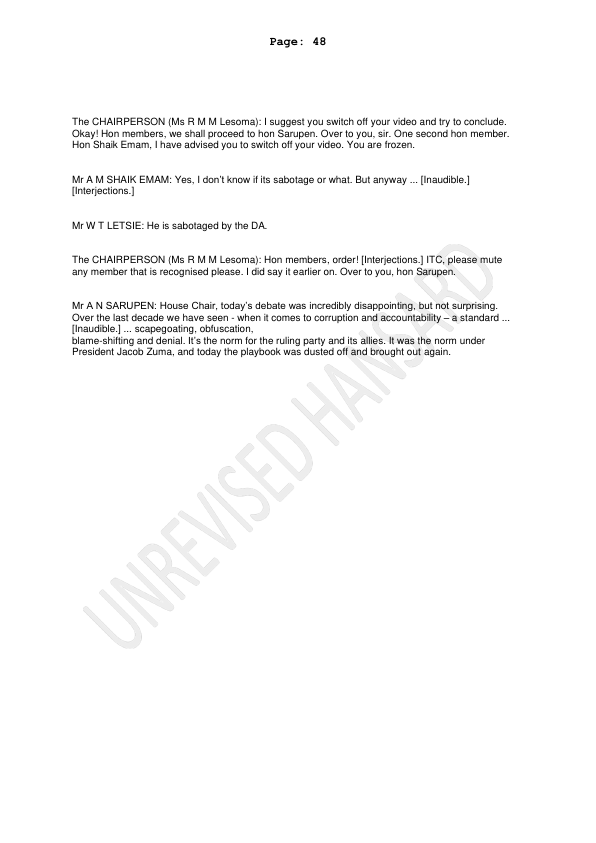 Page: 48
The CHAIRPERSON (Ms R M M Lesoma): I suggest you switch off your video and try to conclude.
Okay! Hon members, we shall proceed to hon Sarupen. Over to you, sir. One second hon member.
Hon Shaik Emam, I have advised you to switch off your video. You are frozen.
Mr A M SHAIK EMAM: Yes, I don’t know if its sabotage or what. But anyway ... [Inaudible.]
[Interjections.]
Mr W T LETSIE: He is sabotaged by the DA.
The CHAIRPERSON (Ms R M M Lesoma): Hon members, order! [Interjections.] ITC, please mute
any member that is recognised please. I did say it earlier on. Over to you, hon Sarupen.
Mr A N SARUPEN: House Chair, today’s debate was incredibly disappointing, but not surprising.
Over the last decade we have seen - when it comes to corruption and accountability – a standard ...
[Inaudible.] ... scapegoating, obfuscation,
blame-shifting and denial. It’s the norm for the ruling party and its allies. It was the norm under
President Jacob Zuma, and today the playbook was dusted off and brought out again.
UNREVISED HANSARD